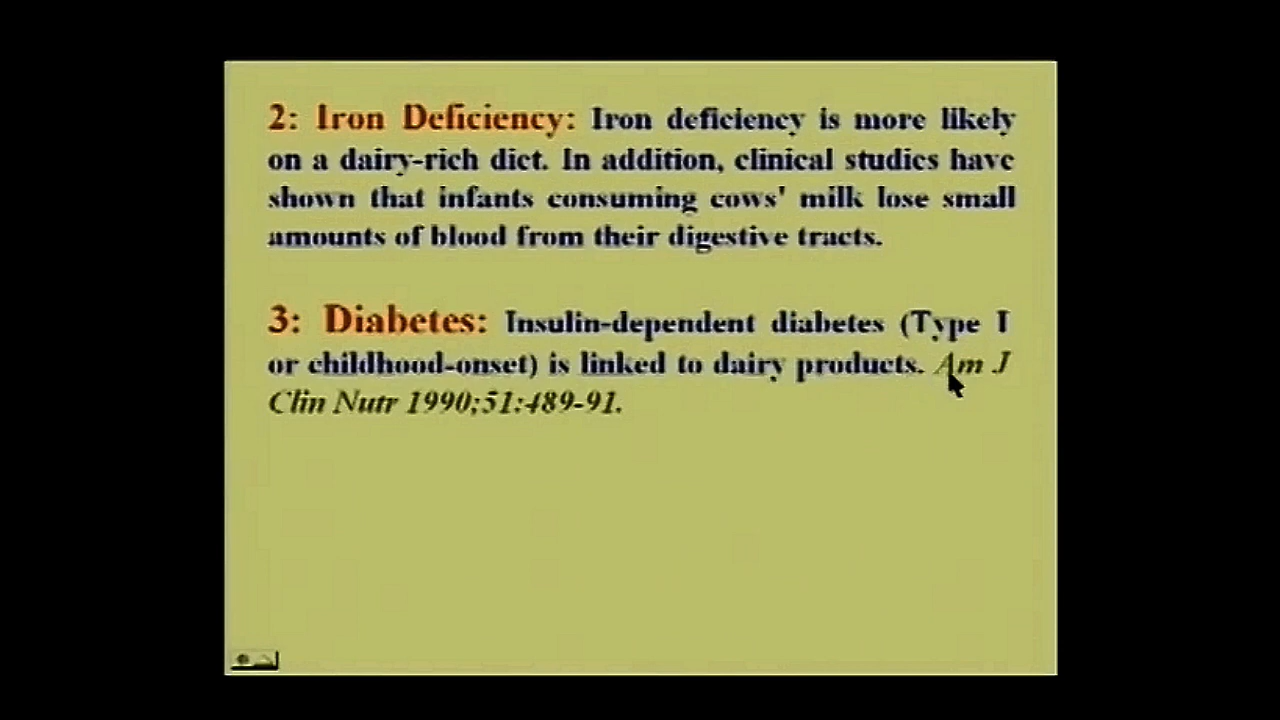 2: Iron Deficiency: Iron deficiency is more likely
on a dairy-rich diet. In addition, clinical studies have
shown that infants consuming cows' milk lose small
amounts of blood from their digestive tracts.
3: Diabetes: Insulin-dependent diabetes (Type I
or childhood-onset) is linked to dairy products. Am J
Clin Nutr 1990;51:489-91.